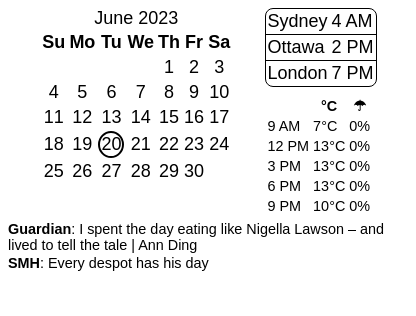 June 2023
Su Mo Tu We Th Fr Sa
1 2 3
4 5 6 7 8 9 10
11 12 13 14 15 16 17
18 19 20 21 22 23 24
25 26 27 28 29 30
Sydney 4 AM
Ottawa 2 PM
London 7 PM
°C ☂
9 AM 7°C 0%
12 PM 13°C 0%
3 PM 13°C 0%
6 PM 13°C 0%
9 PM 10°C 0%
Guardian: I spent the day eating like Nigella Lawson – and
lived to tell the tale | Ann Ding
SMH: Every despot has his day